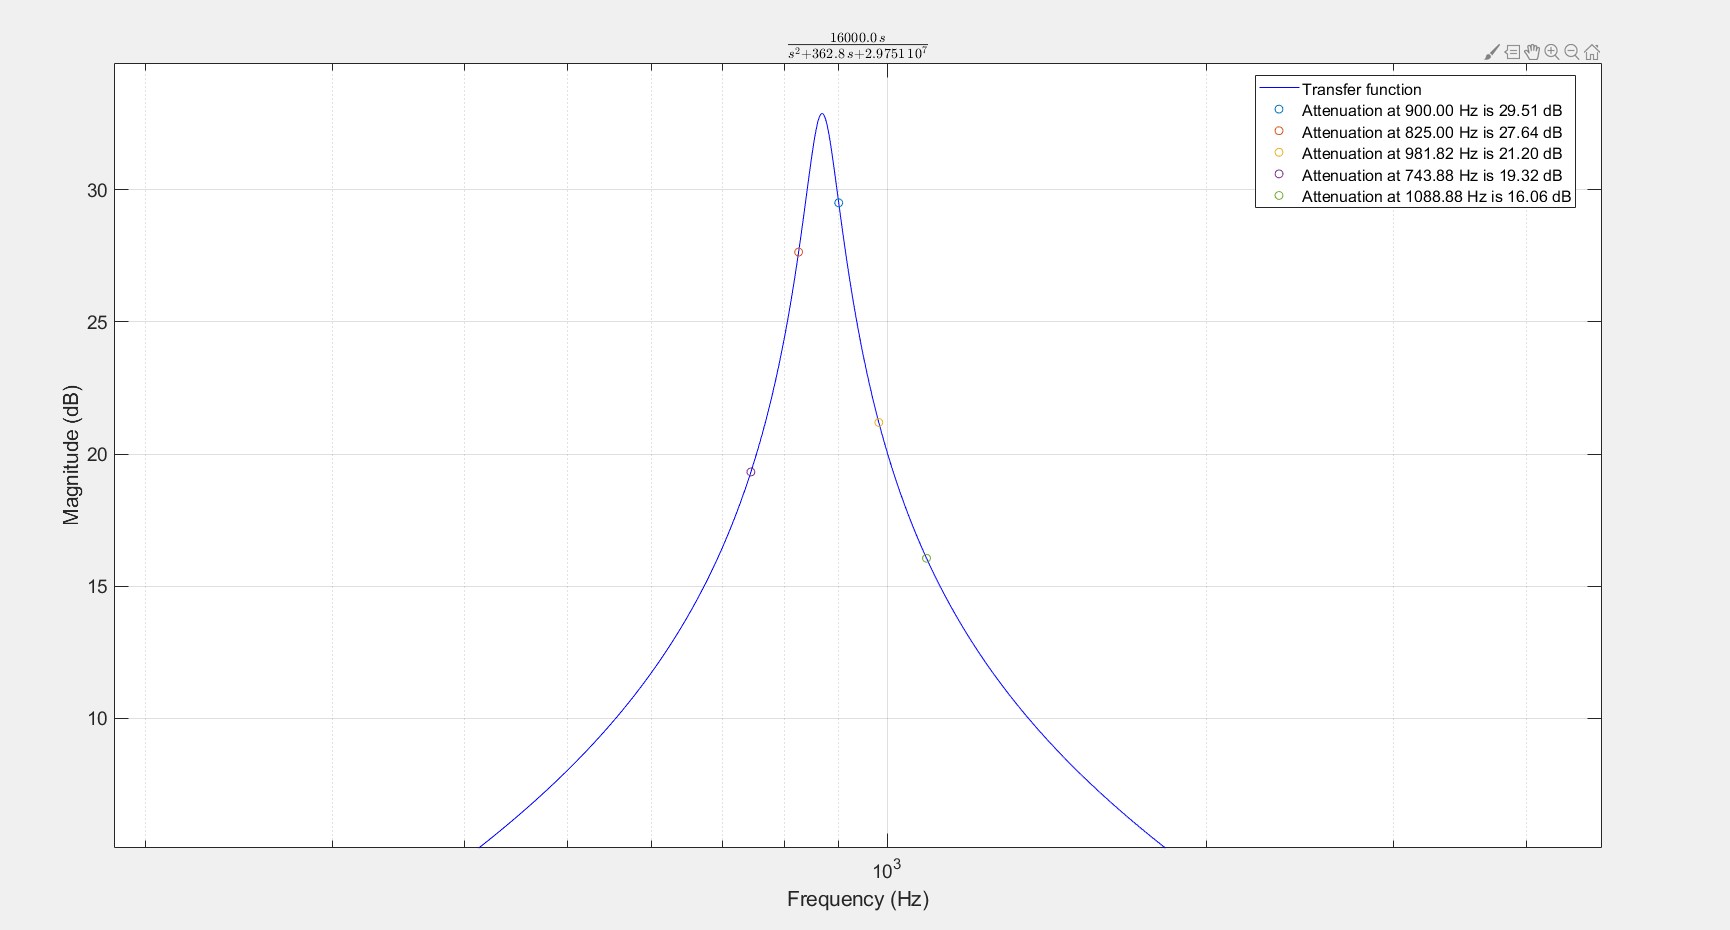 16000.0 s
s²+362.8 s+2.9751 10⁷
Transfer function
Attenuation at 900.00 Hz is 29.51 dB
Attenuation at 825.00 Hz is 27.64 dB
Attenuation at 981.82 Hz is 21.20 dB
Attenuation at 743.88 Hz is 19.32 dB
Attenuation at 1088.88 Hz is 16.06 dB
30
25
20
15
10
Magnitude (dB)
10³
Frequency (Hz)